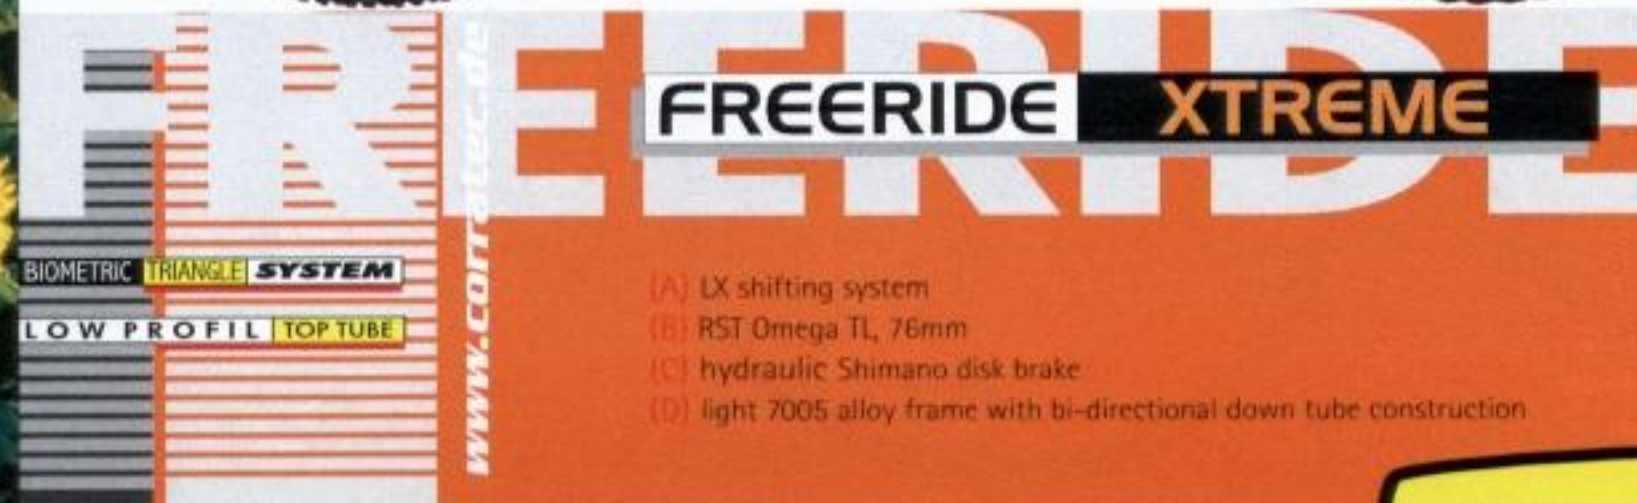 FREERIDE
FREERIDE XTREME
www.corratec.de
BIOMETRIC TRIANGLE SYSTEM
LOW PROFIL TOP TUBE
(A) LX shifting system
(B) RST Omega TL, 76mm
(C) hydraulic Shimano disk brake
(D) light 7005 alloy frame with bi-directional down tube construction